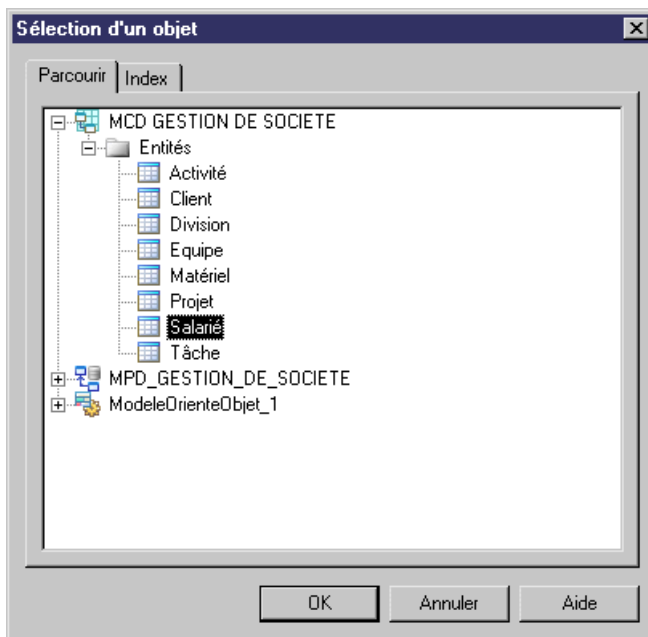 Sélection d'un objet
Parcourir
Index
MCD GESTION DE SOCIETE
Entités
Activité
Client
Division
Equipe
Matériel
Projet
Salarié
Tâche
MPD_GESTION_DE_SOCIETE
ModeleOrienteObjet_1
OK
Annuler
Aide